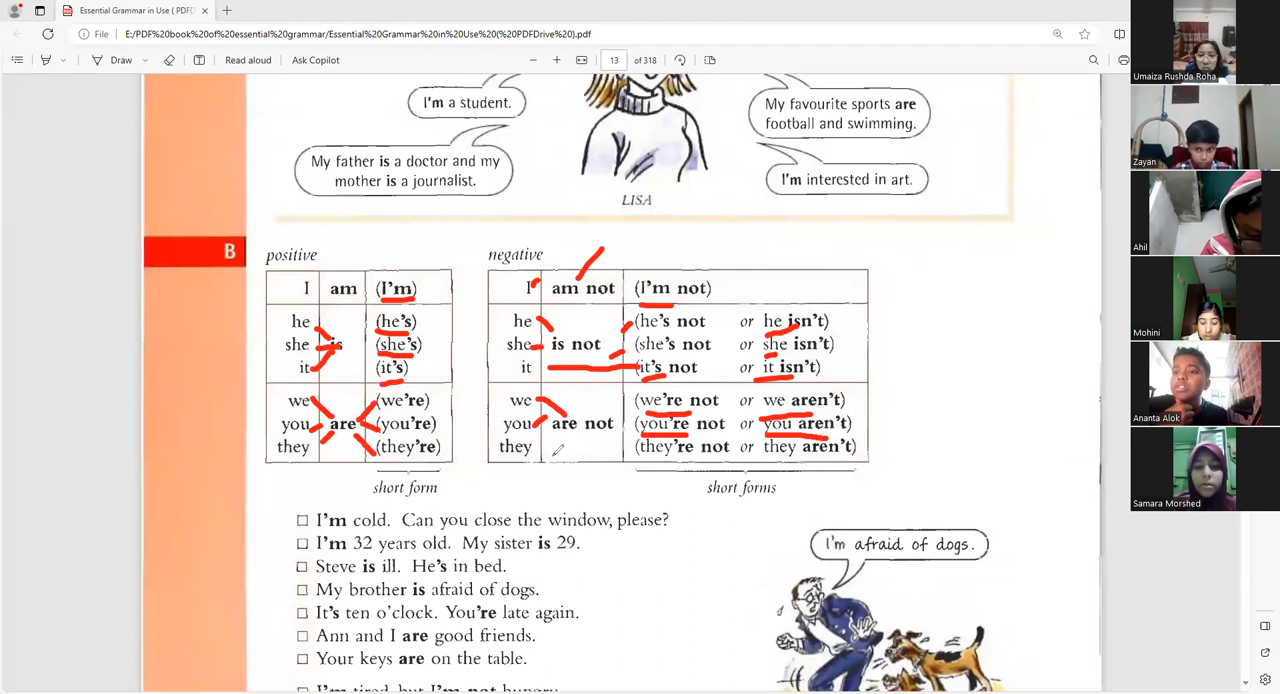 Essential Grammar in Use ( PDFD
File E:/PDF%20book%20of%20essential%20grammar/Essential%20Grammar%20in%20Use%20(%20PDFDrive%20).pdf
Draw Read aloud Ask Copilot 13 of 318
I'm a student.
My favourite sports are
football and swimming.
My father is a doctor and my
mother is a journalist.
I'm interested in art.
LISA
B
positive
I am (I'm)
he (he's)
she is (she's)
it (it's)
we (we're)
you are (you're)
they (they're)
short form
negative
I am not (I'm not)
he (he's not or he isn't)
she is not (she's not or she isn't)
it (it's not or it isn't)
we (we're not or we aren't)
you are not (you're not or you aren't)
they (they're not or they aren't)
short forms
I'm cold. Can you close the window, please?
I'm 32 years old. My sister is 29.
Steve is ill. He's in bed.
My brother is afraid of dogs.
It's ten o'clock. You're late again.
Ann and I are good friends.
Your keys are on the table.
I'm tired, but I'm not hungry
I'm afraid of dogs.
Umaiza Rushda Roha
Zayan
Ahil
Mohini
Ananta Alok
Samara Morshed